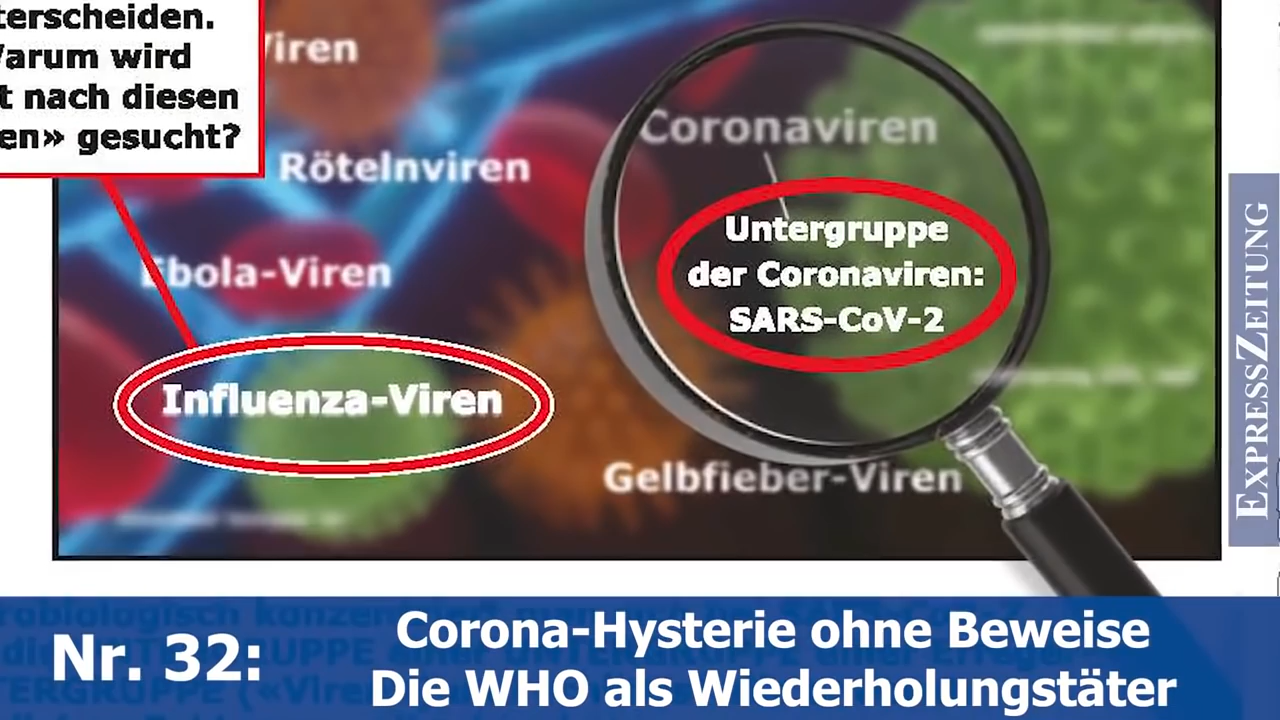 terscheiden.
arum wird
t nach diesen
en» gesucht?
Viren
Rötelnviren
Ebola-Viren
Influenza-Viren
Coronaviren
Untergruppe
der Coronaviren:
SARS-CoV-2
Gelbfieber-Viren
EXPRESSZEITUNG
Nr. 32:
Corona-Hysterie ohne Beweise
Die WHO als Wiederholungstäter